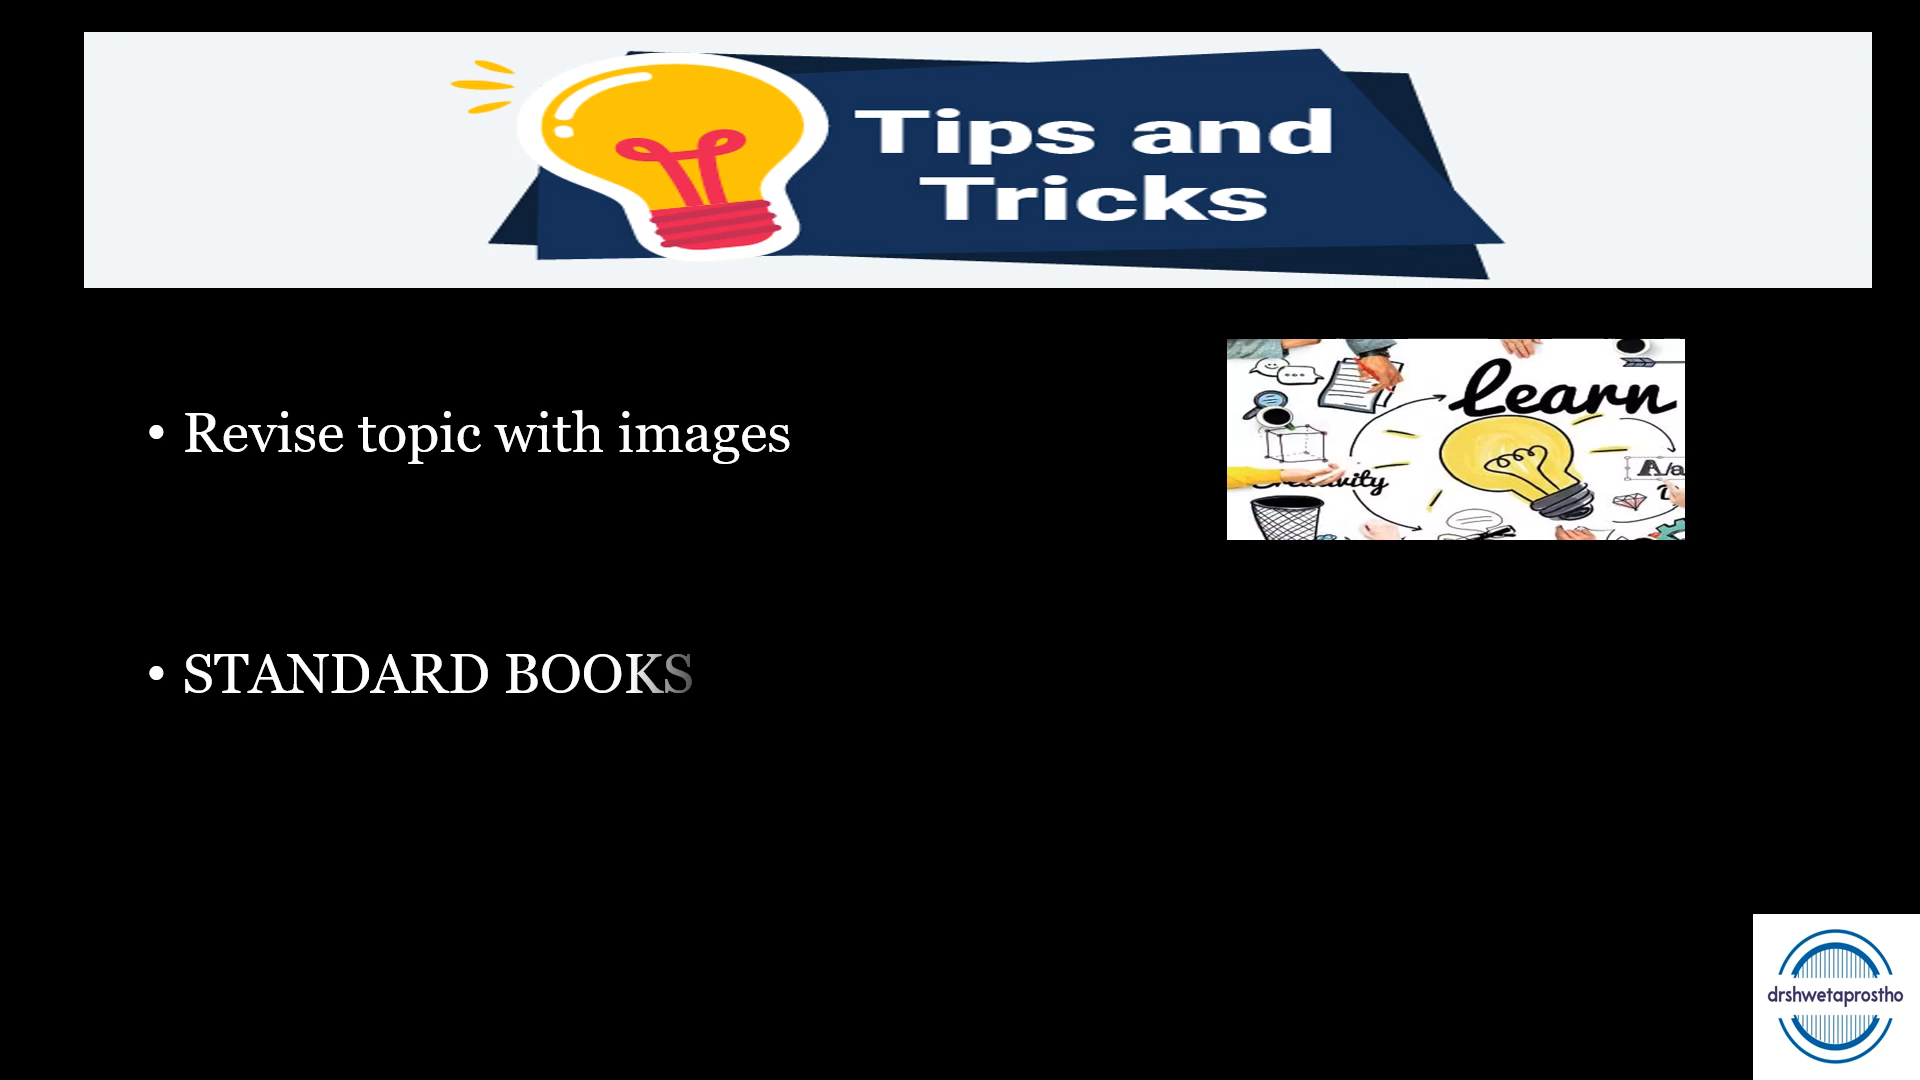 Tips and
Tricks
• Revise topic with images
Learn
• STANDARD BOOKS
drshwetaprostho